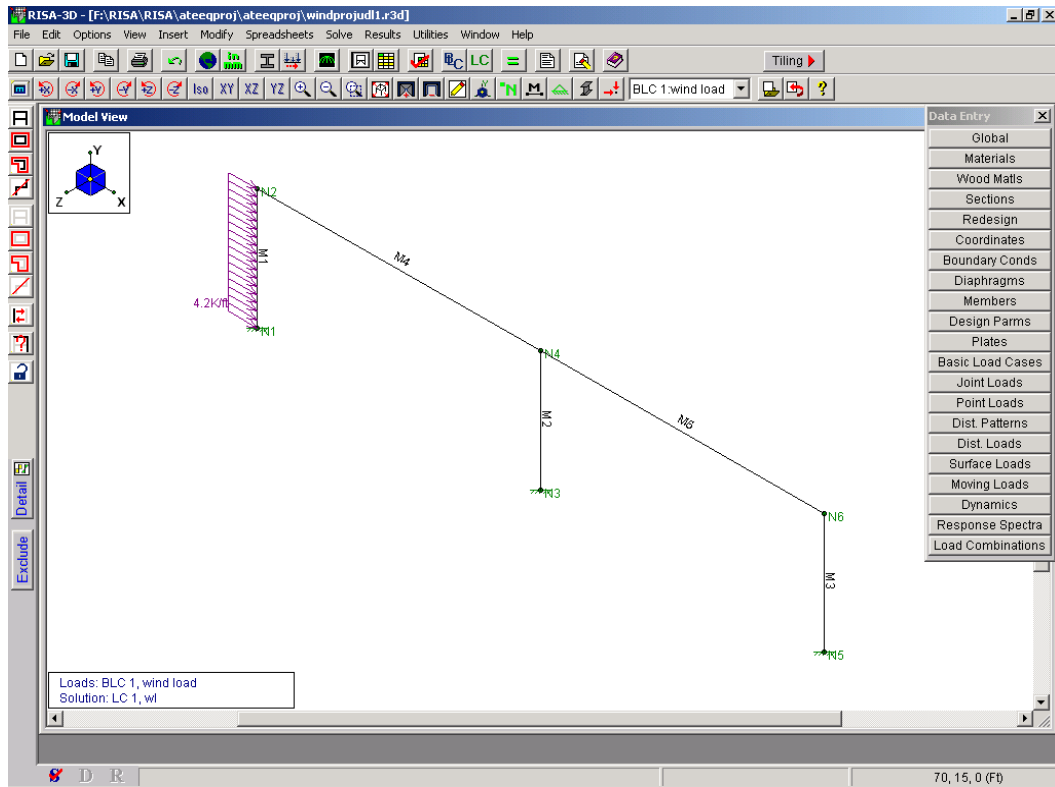 RISA-3D - [F:\RISA\RISA\ateeqproj\ateeqproj\windprojudl1.r3d]
File Edit Options View Insert Modify Spreadsheets Solve Results Utilities Window Help
in
BC LC = Tiling
Iso XY XZ YZ N M BLC 1:wind load ?
Model View
Data Entry
Global
Materials
Wood Matls
Sections
Redesign
Coordinates
Boundary Conds
Diaphragms
Members
Design Parms
Plates
Basic Load Cases
Joint Loads
Point Loads
Dist. Patterns
Dist. Loads
Surface Loads
Moving Loads
Dynamics
Response Spectra
Load Combinations
Y
Z X
N2
M1
M4
4.2K/ft
N1
N4
M2
M5
N3
N6
M3
N5
Detail
Exclude
Loads: BLC 1, wind load
Solution: LC 1, wl
S D R
70, 15, 0 (Ft)